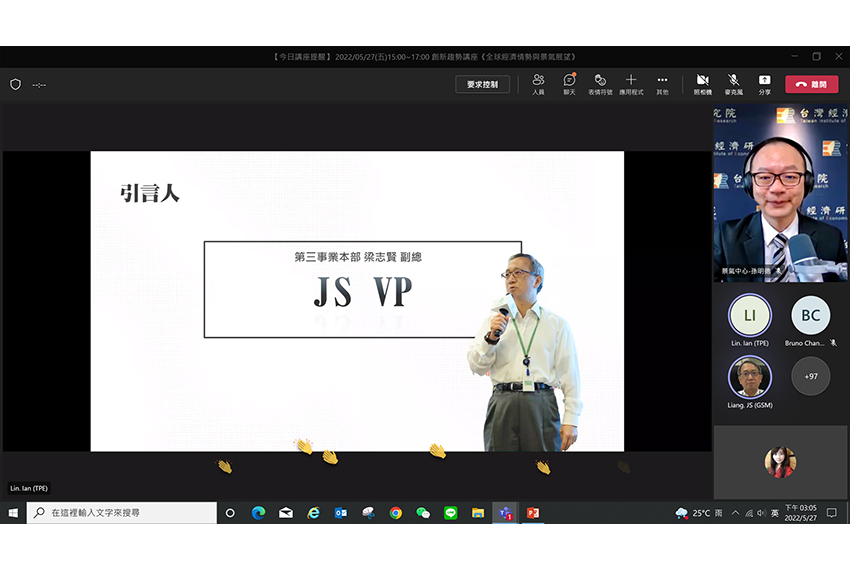 【今日講座提醒】 2022/05/27(五)15:00~17:00 創新趨勢講座《全球經濟情勢與景氣展望》
--:--
要求控制
人員
聊天
表情符號
應用程式
其他
照相機
麥克風
分享
離開
引言人
第三事業本部 梁志賢 副總
JS VP
究院
台灣經濟
Taiwan Institute of
經濟研
景氣中心-孫明德
LI
Lin. Ian (TPE)
BC
Bruno Chan...
Liang. JS (GSM)
+97
Lin. Ian (TPE)
在這裡輸入文字來搜尋
25°C 雨
英
下午 03:05
2022/5/27